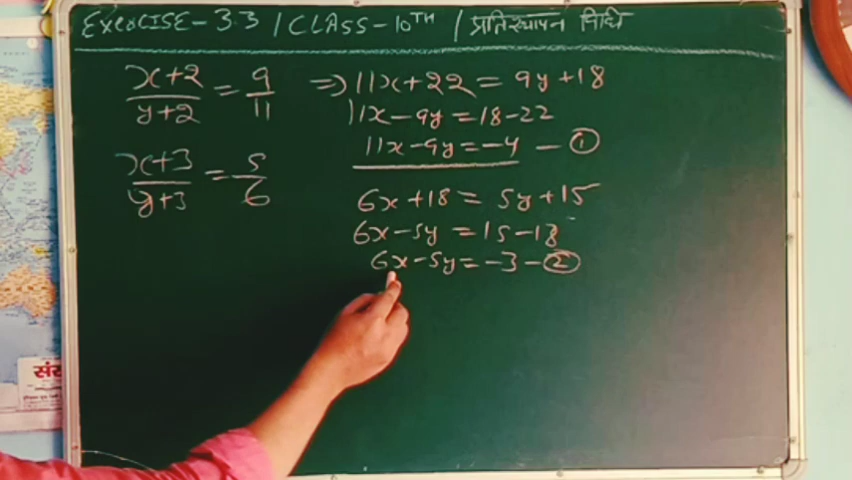 Exercise-3.3 / CLASS-10TH / प्रतिस्थापन विधि
x+2/y+2 = 9/11 ⇒ 11x+22 = 9y+18
11x-9y = 18-22
11x-9y = -4 - ①
x+3/y+3 = 5/6
6x+18 = 5y+15
6x-5y = 15-18
6x-5y = -3 - ②
संस